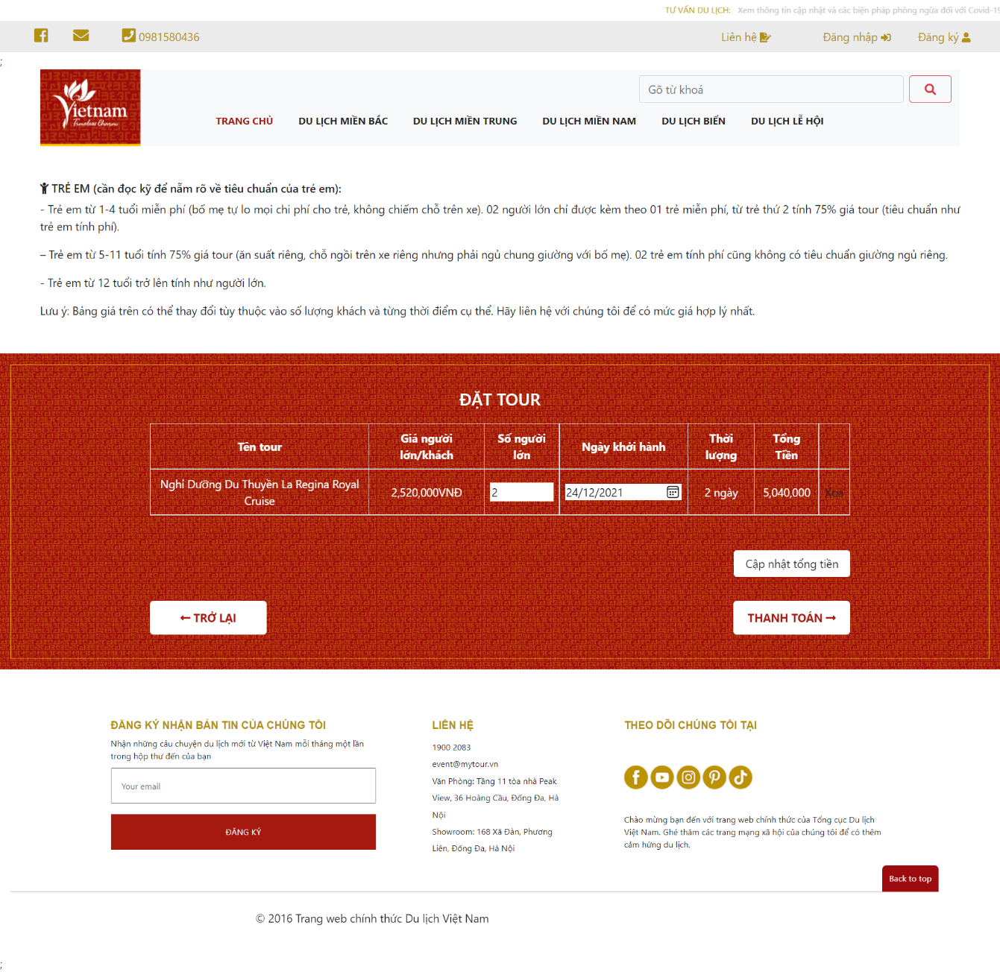 TƯ VẤN DU LỊCH: Xem thông tin cập nhật và các biện pháp phòng ngừa đối với Covid-19
0981580436
Liên hệ
Đăng nhập
Đăng ký
;
Vietnam
Timeless Charm
Gõ từ khoá
TRANG CHỦ
DU LỊCH MIỀN BẮC
DU LỊCH MIỀN TRUNG
DU LỊCH MIỀN NAM
DU LỊCH BIỂN
DU LỊCH LỄ HỘI
TRẺ EM (cần đọc kỹ để nắm rõ về tiêu chuẩn của trẻ em):
- Trẻ em từ 1-4 tuổi miễn phí (bố mẹ tự lo mọi chi phí cho trẻ, không chiếm chỗ trên xe). 02 người lớn chỉ được kèm theo 01 trẻ miễn phí, từ trẻ thứ 2 tính 75% giá tour (tiêu chuẩn như
trẻ em tính phí).
– Trẻ em từ 5-11 tuổi tính 75% giá tour (ăn suất riêng, chỗ ngồi trên xe riêng nhưng phải ngủ chung giường với bố mẹ). 02 trẻ em tính phí cũng không có tiêu chuẩn giường ngủ riêng.
- Trẻ em từ 12 tuổi trở lên tính như người lớn.
Lưu ý: Bảng giá trên có thể thay đổi tùy thuộc vào số lượng khách và từng thời điểm cụ thể. Hãy liên hệ với chúng tôi để có mức giá hợp lý nhất.
ĐẶT TOUR
Tên tour
Giá người
lớn/khách
Số người
lớn
Ngày khởi hành
Thời
lượng
Tổng
Tiền
Nghỉ Dưỡng Du Thuyền La Regina Royal
Cruise
2,520,000VNĐ
2
24/12/2021
2 ngày
5,040,000
Xoá
Cập nhật tổng tiền
TRỞ LẠI
THANH TOÁN
ĐĂNG KÝ NHẬN BẢN TIN CỦA CHÚNG TÔI
Nhận những câu chuyện du lịch mới từ Việt Nam mỗi tháng một lần
trong hộp thư đến của bạn
Your email
ĐĂNG KÝ
LIÊN HỆ
1900 2083
event@mytour.vn
Văn Phòng: Tầng 11 tòa nhà Peak
View, 36 Hoàng Cầu, Đống Đa, Hà
Nội
Showroom: 168 Xã Đàn, Phương
Liên, Đống Đa, Hà Nội
THEO DÕI CHÚNG TÔI TẠI
Chào mừng bạn đến với trang web chính thức của Tổng cục Du lịch
Việt Nam. Ghé thăm các trang mạng xã hội của chúng tôi để có thêm
cảm hứng du lịch.
Back to top
© 2016 Trang web chính thức Du lịch Việt Nam
;